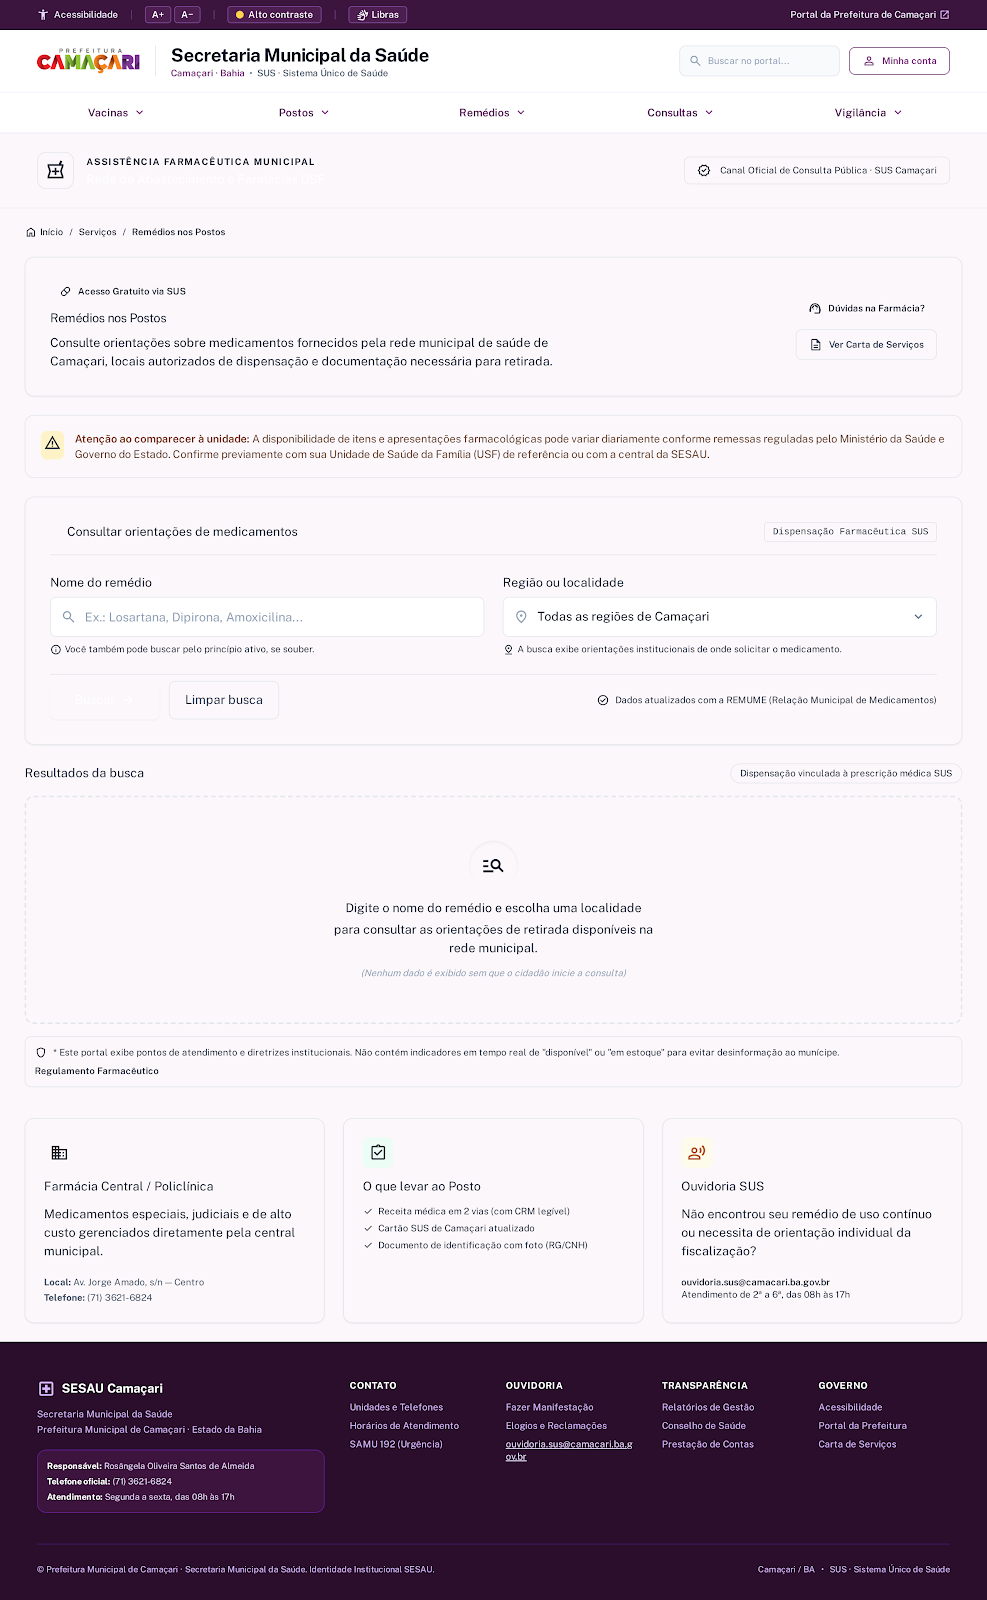 Acessibilidade
A+
A−
Alto contraste
Libras
Portal da Prefeitura de Camaçari
PREFEITURA
CAMAÇARI
Secretaria Municipal da Saúde
Camaçari · Bahia • SUS · Sistema Único de Saúde
Buscar no portal...
Minha conta
Vacinas
Postos
Remédios
Consultas
Vigilância
ASSISTÊNCIA FARMACÊUTICA MUNICIPAL
Canal Oficial de Consulta Pública · SUS Camaçari
Início / Serviços / Remédios nos Postos
Acesso Gratuito via SUS
Remédios nos Postos
Consulte orientações sobre medicamentos fornecidos pela rede municipal de saúde de
Camaçari, locais autorizados de dispensação e documentação necessária para retirada.
Dúvidas na Farmácia?
Ver Carta de Serviços
Atenção ao comparecer à unidade: A disponibilidade de itens e apresentações farmacológicas pode variar diariamente conforme remessas reguladas pelo Ministério da Saúde e
Governo do Estado. Confirme previamente com sua Unidade de Saúde da Família (USF) de referência ou com a central da SESAU.
Consultar orientações de medicamentos
Dispensação Farmacêutica SUS
Nome do remédio
Ex.: Losartana, Dipirona, Amoxicilina...
Você também pode buscar pelo princípio ativo, se souber.
Região ou localidade
Todas as regiões de Camaçari
A busca exibe orientações institucionais de onde solicitar o medicamento.
Buscar →
Limpar busca
Dados atualizados com a REMUME (Relação Municipal de Medicamentos)
Resultados da busca
Dispensação vinculada à prescrição médica SUS
Digite o nome do remédio e escolha uma localidade
para consultar as orientações de retirada disponíveis na
rede municipal.
(Nenhum dado é exibido sem que o cidadão inicie a consulta)
* Este portal exibe pontos de atendimento e diretrizes institucionais. Não contém indicadores em tempo real de "disponível" ou "em estoque" para evitar desinformação ao munícipe.
Regulamento Farmacêutico
Farmácia Central / Policlínica
Medicamentos especiais, judiciais e de alto
custo gerenciados diretamente pela central
municipal.
Local: Av. Jorge Amado, s/n — Centro
Telefone: (71) 3621-6824
O que levar ao Posto
Receita médica em 2 vias (com CRM legível)
Cartão SUS de Camaçari atualizado
Documento de identificação com foto (RG/CNH)
Ouvidoria SUS
Não encontrou seu remédio de uso contínuo
ou necessita de orientação individual da
fiscalização?
ouvidoria.sus@camacari.ba.gov.br
Atendimento de 2ª a 6ª, das 08h às 17h
SESAU Camaçari
Secretaria Municipal da Saúde
Prefeitura Municipal de Camaçari · Estado da Bahia
Responsável: Rosângela Oliveira Santos de Almeida
Telefone oficial: (71) 3621-6824
Atendimento: Segunda a sexta, das 08h às 17h
CONTATO
Unidades e Telefones
Horários de Atendimento
SAMU 192 (Urgência)
OUVIDORIA
Fazer Manifestação
Elogios e Reclamações
ouvidoria.sus@camacari.ba.g
ov.br
TRANSPARÊNCIA
Relatórios de Gestão
Conselho de Saúde
Prestação de Contas
GOVERNO
Acessibilidade
Portal da Prefeitura
Carta de Serviços
© Prefeitura Municipal de Camaçari · Secretaria Municipal da Saúde. Identidade Institucional SESAU.
Camaçari / BA • SUS · Sistema Único de Saúde